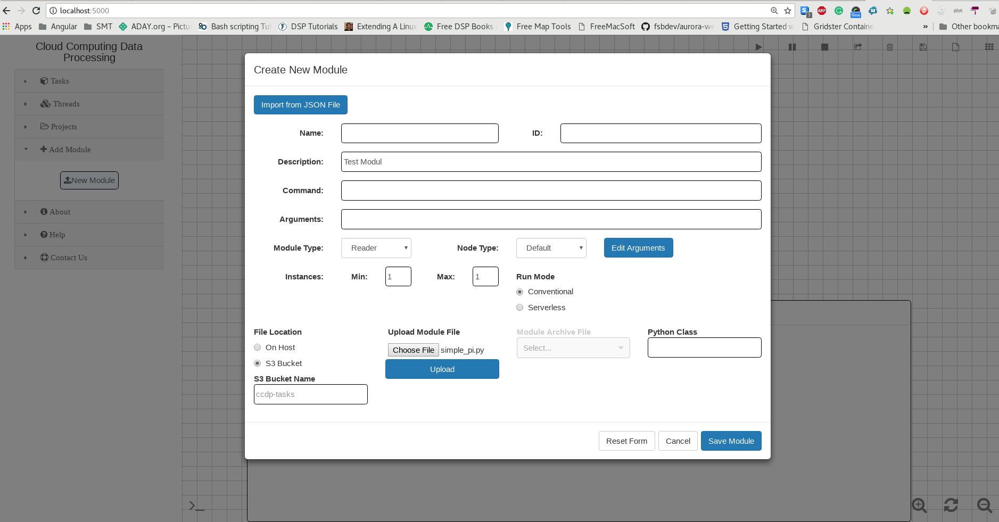 localhost:5000
3
ABP
New
github
Apps Angular SMT ADAY.org – Pictu Bash scripting Tut DSP Tutorials Extending A Linux Free DSP Books Free Map Tools FreeMacSoft fsbdev/aurora-we Getting Started w Gridster Containe » Other bookma
Cloud Computing Data
Processing
Tasks
Threads
Projects
Add Module
New Module
About
Help
Contact Us
Create New Module
Import from JSON File
Name: ID:
Description: Test Modul
Command:
Arguments:
Module Type: Reader Node Type: Default Edit Arguments
Instances: Min: 1 Max: 1 Run Mode
Conventional
Serverless
File Location Upload Module File Module Archive File Python Class
On Host Choose File simple_pi.py Select...
S3 Bucket Upload
S3 Bucket Name
ccdp-tasks
Reset Form Cancel Save Module